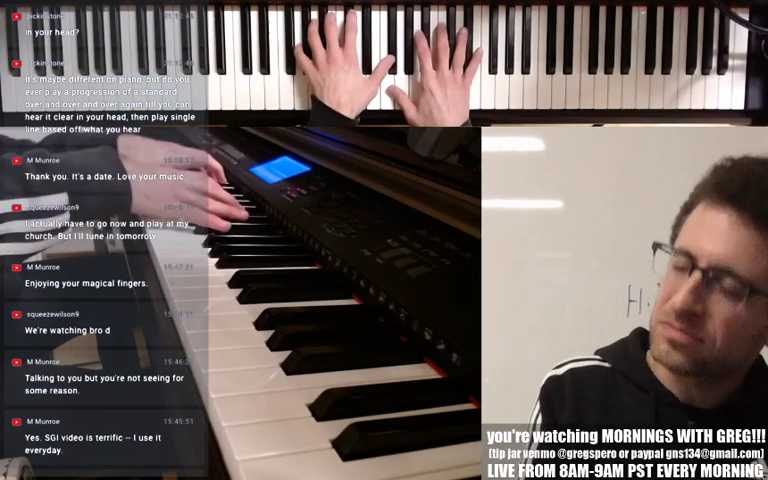 in your head?
It's maybe different on piano, but do you
ever play a progression of a standard
over and over and over again till you can
hear it clear in your head, then play single
line based off what you hear
M Munroe
Thank you. It's a date. Love your music.
squeezewilson9
I actually have to go now and play at my
church. But I'll tune in tomorrow
M Munroe
Enjoying your magical fingers.
squeezewilson9
We're watching bro d
M Munroe
Talking to you but you're not seeing for
some reason.
M Munroe
15:45:51
Yes. SGI video is terrific -- I use it
everyday.
you're watching MORNINGS WITH GREG!!!
(tip jar venmo @gregspero or paypal gns134@gmail.com)
LIVE FROM 8AM-9AM PST EVERY MORNING